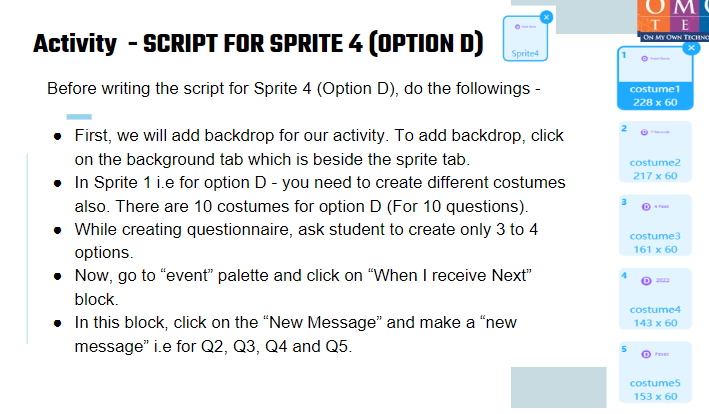 Activity - SCRIPT FOR SPRITE 4 (OPTION D)
Sprite4
O M
T E
ON MY OWN TECHNO
Before writing the script for Sprite 4 (Option D), do the followings -
● First, we will add backdrop for our activity. To add backdrop, click
on the background tab which is beside the sprite tab.
● In Sprite 1 i.e for option D - you need to create different costumes
also. There are 10 costumes for option D (For 10 questions).
● While creating questionnaire, ask student to create only 3 to 4
options.
● Now, go to “event” palette and click on “When I receive Next”
block.
● In this block, click on the “New Message” and make a “new
message” i.e for Q2, Q3, Q4 and Q5.
1
D
costume1
228 x 60
2
D
costume2
217 x 60
3
D
costume3
161 x 60
4
D 2022
costume4
143 x 60
5
D
costume5
153 x 60